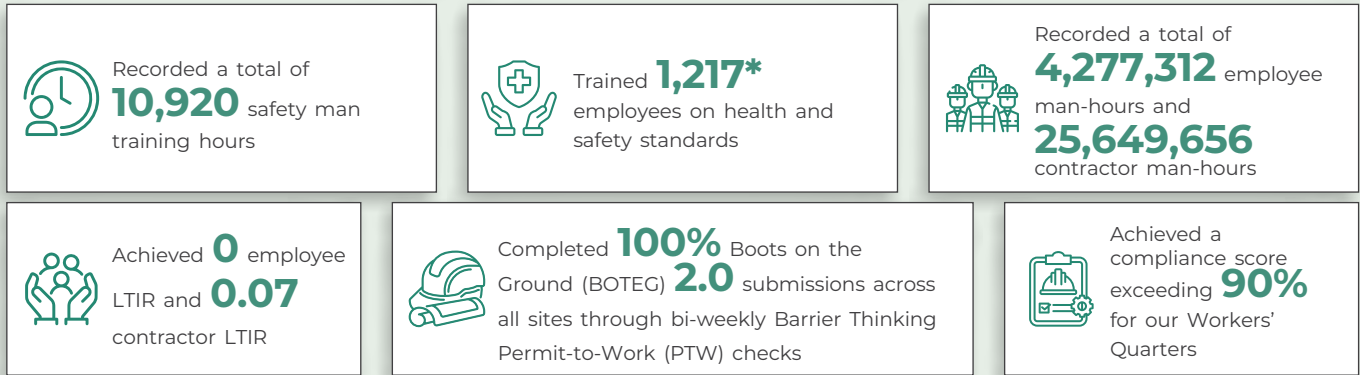 Recorded a total of
10,920 safety man
training hours
Trained 1,217*
employees on health and
safety standards
Recorded a total of
4,277,312 employee
man-hours and
25,649,656
contractor man-hours
Achieved 0 employee
LTIR and 0.07
contractor LTIR
Completed 100% Boots on the
Ground (BOTEG) 2.0 submissions across
all sites through bi-weekly Barrier Thinking
Permit-to-Work (PTW) checks
Achieved a
compliance score
exceeding 90%
for our Workers'
Quarters